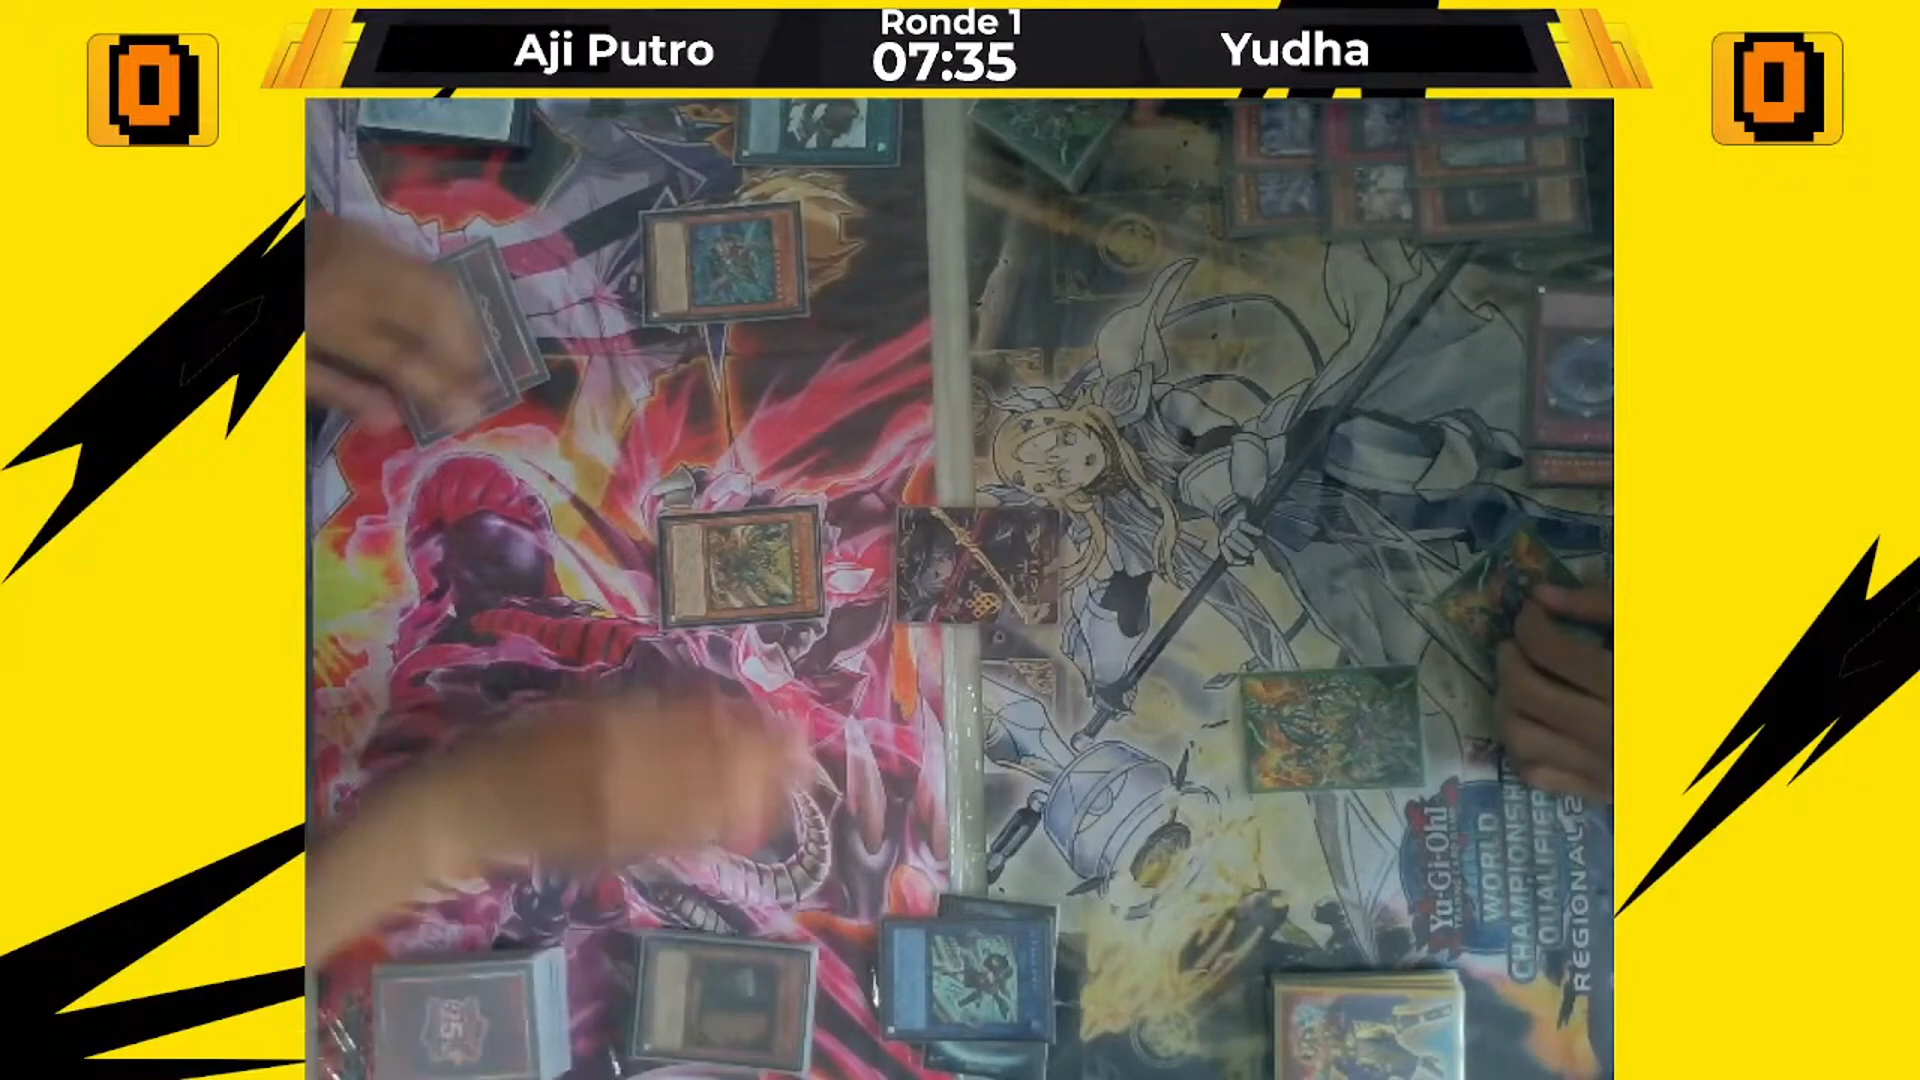 Ronde 1
Aji Putro
07:35
Yudha
0
0
Yu-Gi-Oh!
WORLD
CHAMPIONSHIP
QUALIFIER
REGIONAL